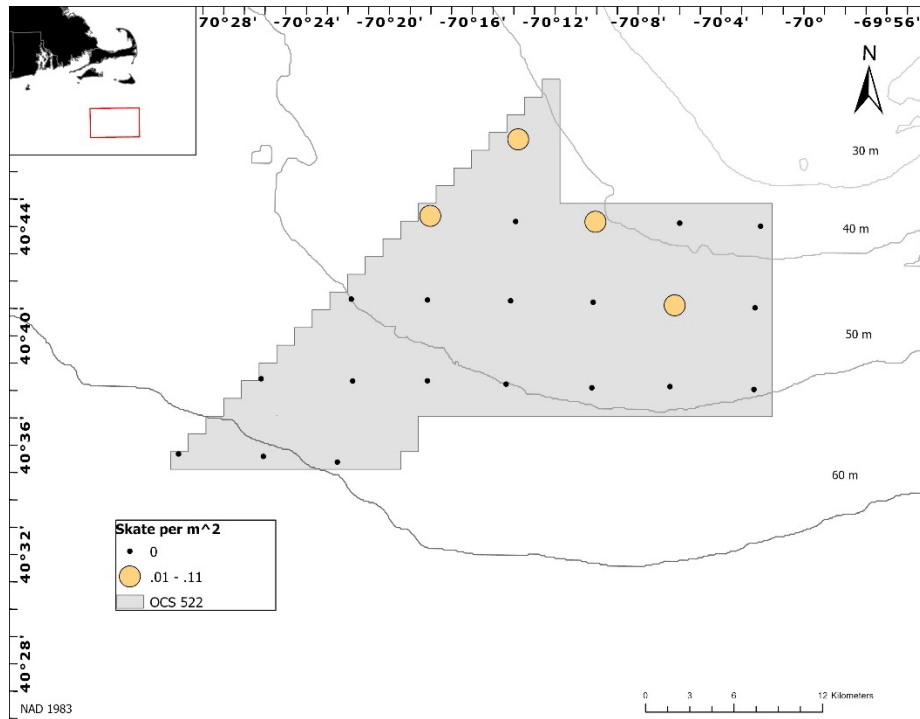 -70°28' -70°20' -70°16' -70°12' -70°8' -70°4' -70° -69°56'
N
30 m
40°44'
40 m
40°40'
50 m
40°36'
60 m
Skate per m^2
0
.01 - .11
OCS 522
40°32'
40°28'
NAD 1983
0 3 6 12 Kilometers